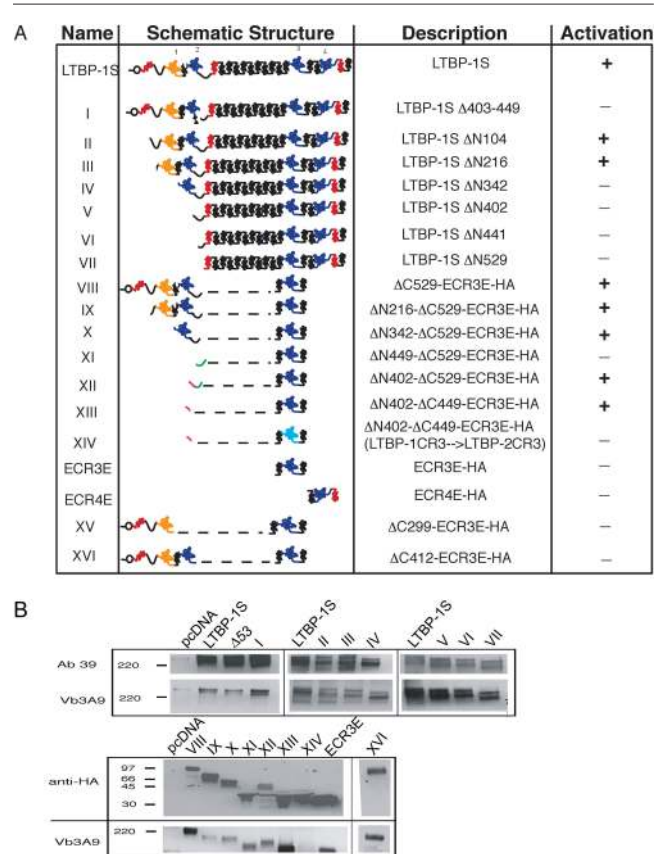 A
Name Schematic Structure Description Activation
1 2 3 4
LTBP-1S LTBP-1S +
I LTBP-1S Δ403-449 –
II LTBP-1S ΔN104 +
III LTBP-1S ΔN216 +
IV LTBP-1S ΔN342 –
V LTBP-1S ΔN402 –
VI LTBP-1S ΔN441 –
VII LTBP-1S ΔN529 –
VIII ΔC529-ECR3E-HA +
IX ΔN216-ΔC529-ECR3E-HA +
X ΔN342-ΔC529-ECR3E-HA +
XI ΔN449-ΔC529-ECR3E-HA –
XII ΔN402-ΔC529-ECR3E-HA +
XIII ΔN402-ΔC449-ECR3E-HA +
XIV ΔN402-ΔC449-ECR3E-HA
(LTBP-1CR3-->LTBP-2CR3) –
ECR3E ECR3E-HA –
ECR4E ECR4E-HA –
XV ΔC299-ECR3E-HA –
XVI ΔC412-ECR3E-HA –
B
pcDNA LTBP-1S Δ53 I LTBP-1S II III IV LTBP-1S V VI VII
Ab 39 220
Vb3A9 220
pcDNA VIII IX X XI XII XIII XIV ECR3E XVI
anti-HA
97
66
45
30
Vb3A9 220